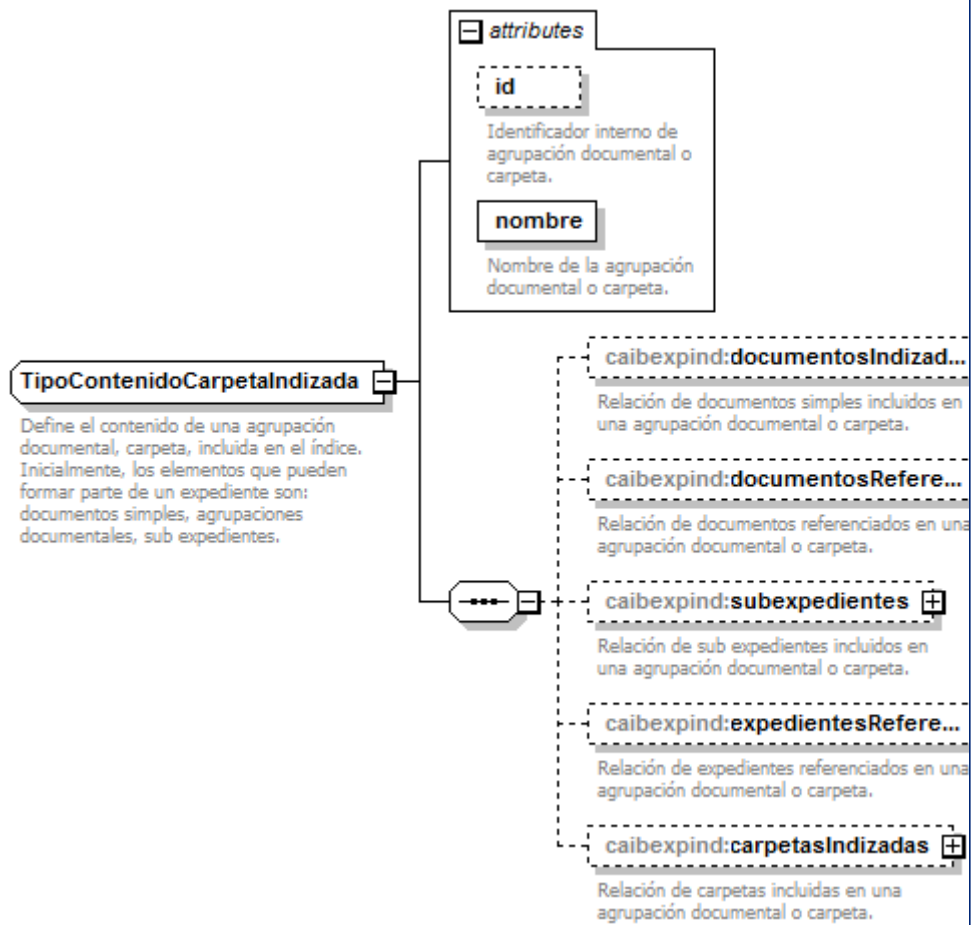 attributes
id
Identificador interno de
agrupación documental o
carpeta.
nombre
Nombre de la agrupación
documental o carpeta.
TipoContenidoCarpetaIndizada
Define el contenido de una agrupación
documental, carpeta, incluida en el índice.
Inicialmente, los elementos que pueden
formar parte de un expediente son:
documentos simples, agrupaciones
documentales, sub expedientes.
caibexpind:documentosIndizad...
Relación de documentos simples incluidos en
una agrupación documental o carpeta.
caibexpind:documentosRefere...
Relación de documentos referenciados en una
agrupación documental o carpeta.
caibexpind:subexpedientes
Relación de sub expedientes incluidos en
una agrupación documental o carpeta.
caibexpind:expedientesRefere...
Relación de expedientes referenciados en una
agrupación documental o carpeta.
caibexpind:carpetasIndizadas
Relación de carpetas incluidas en una
agrupación documental o carpeta.